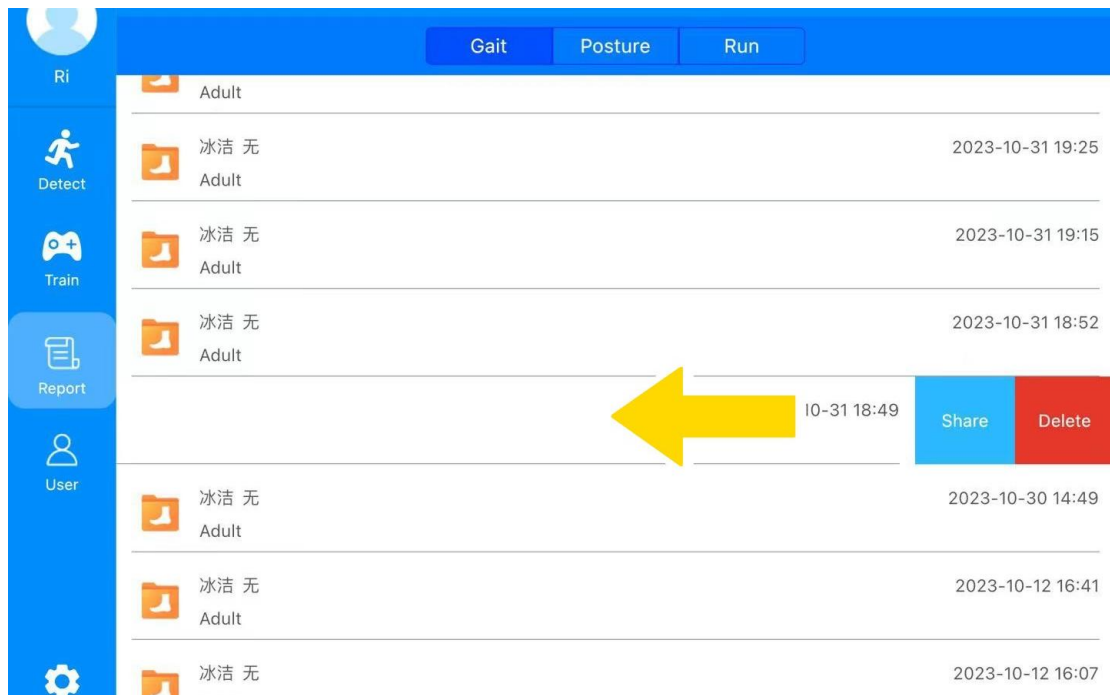 Gait Posture Run
Ri
Adult
Detect
冰洁 无 2023-10-31 19:25
Adult
冰洁 无 2023-10-31 19:15
Train
Adult
冰洁 无 2023-10-31 18:52
Report
Adult
10-31 18:49 Share Delete
User
冰洁 无 2023-10-30 14:49
Adult
冰洁 无 2023-10-12 16:41
Adult
冰洁 无 2023-10-12 16:07